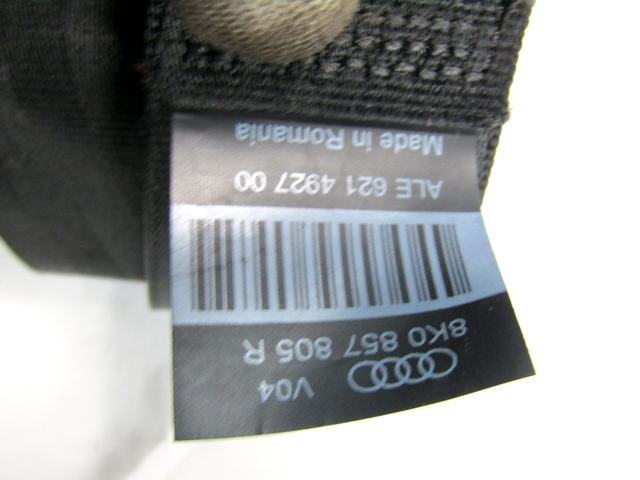 V04
8K0 857 805 R
ALE 621 4927 00
Made in Romania